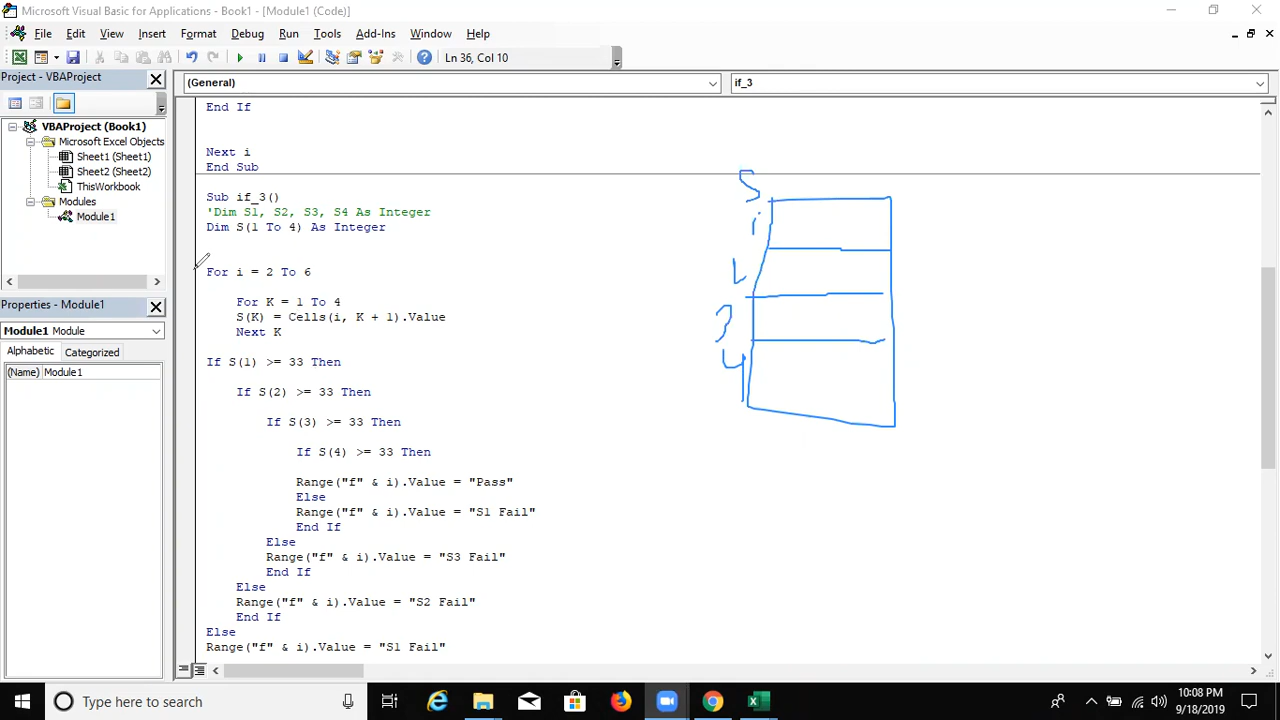 Microsoft Visual Basic for Applications - Book1 - [Module1 (Code)]
File Edit View Insert Format Debug Run Tools Add-Ins Window Help
Ln 36, Col 10
Project - VBAProject
(General)
if_3
VBAProject (Book1)
Microsoft Excel Objects
Sheet1 (Sheet1)
Sheet2 (Sheet2)
ThisWorkbook
Modules
Module1
Properties - Module1
Module1 Module
Alphabetic Categorized
(Name) Module1
End If
Next i
End Sub
Sub if_3()
'Dim S1, S2, S3, S4 As Integer
Dim S(1 To 4) As Integer
For i = 2 To 6
For K = 1 To 4
S(K) = Cells(i, K + 1).Value
Next K
If S(1) >= 33 Then
If S(2) >= 33 Then
If S(3) >= 33 Then
If S(4) >= 33 Then
Range("f" & i).Value = "Pass"
Else
Range("f" & i).Value = "S1 Fail"
End If
Else
Range("f" & i).Value = "S3 Fail"
End If
Else
Range("f" & i).Value = "S2 Fail"
End If
Else
Range("f" & i).Value = "S1 Fail"
S
3
4
Type here to search
10:08 PM
9/18/2019